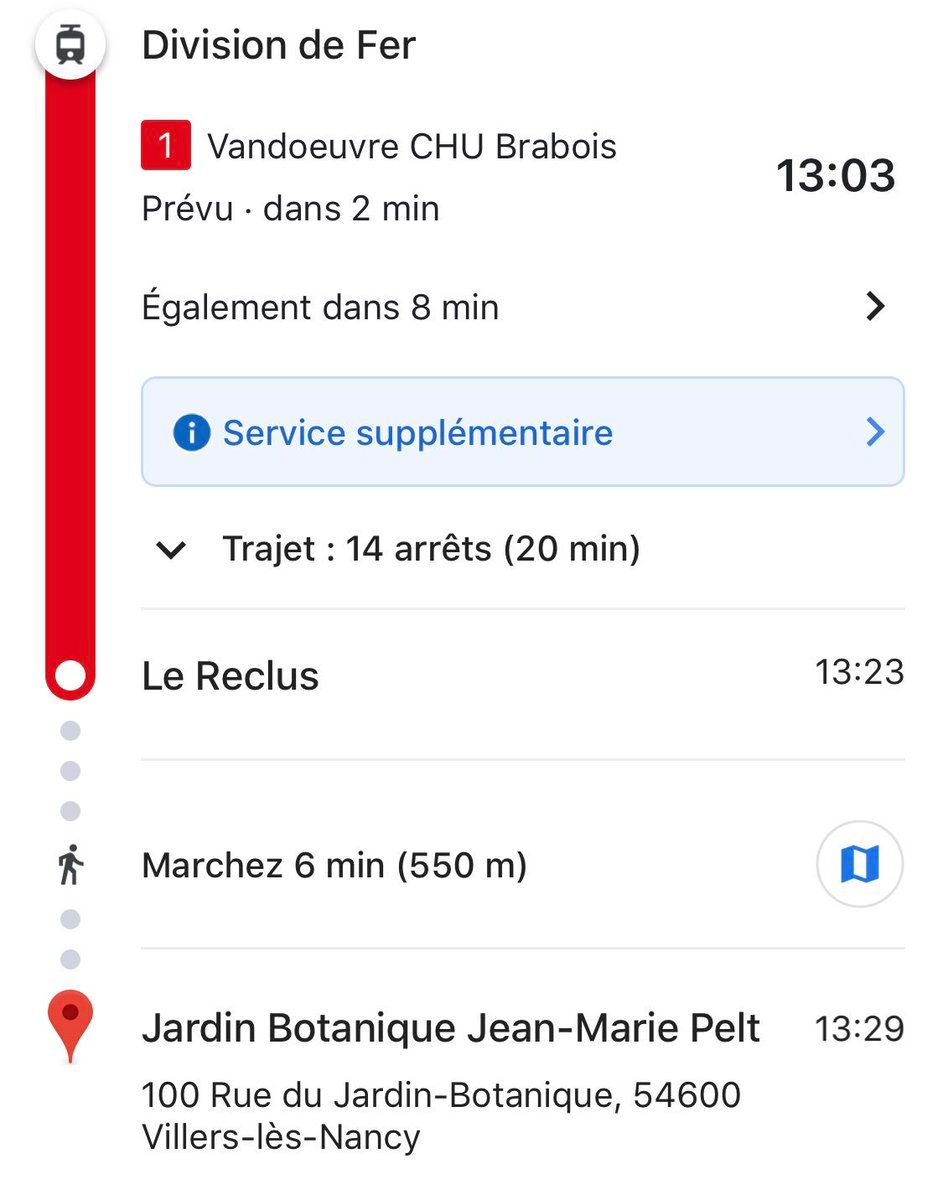 Division de Fer
1 Vandoeuvre CHU Brabois
13:03
Prévu · dans 2 min
Également dans 8 min
Service supplémentaire
Trajet : 14 arrêts (20 min)
Le Reclus 13:23
Marchez 6 min (550 m)
Jardin Botanique Jean-Marie Pelt 13:29
100 Rue du Jardin-Botanique, 54600
Villers-lès-Nancy